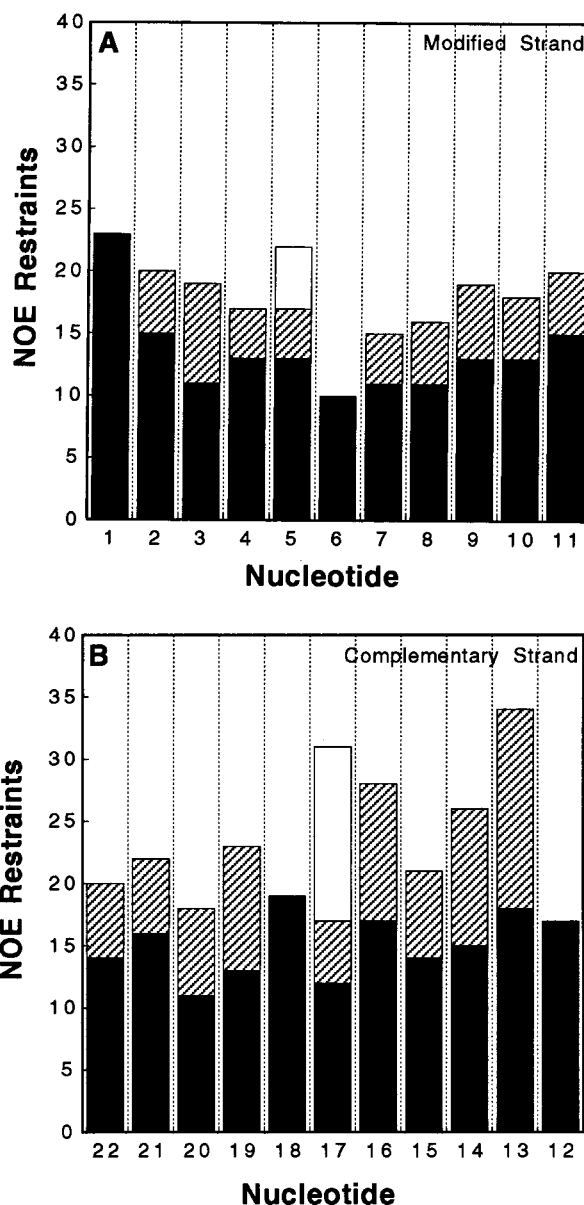 A
Modified Strand
NOE Restraints
40
35
30
25
20
15
10
5
0
1 2 3 4 5 6 7 8 9 10 11
Nucleotide
B
Complementary Strand
NOE Restraints
40
35
30
25
20
15
10
5
0
22 21 20 19 18 17 16 15 14 13 12
Nucleotide